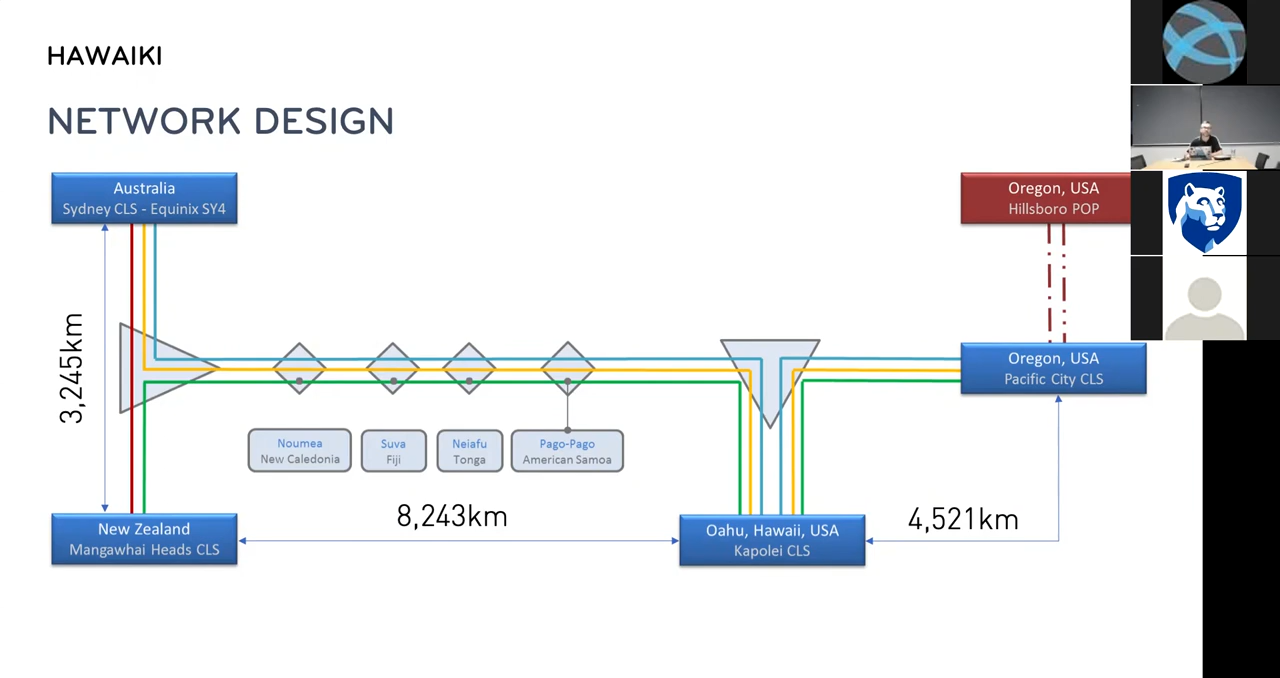 HAWAIKI
NETWORK DESIGN
Australia
Sydney CLS - Equinix SY4
Oregon, USA
Hillsboro POP
3,245km
Oregon, USA
Pacific City CLS
Noumea
New Caledonia
Suva
Fiji
Neiafu
Tonga
Pago-Pago
American Samoa
8,243km
4,521km
New Zealand
Mangawhai Heads CLS
Oahu, Hawaii, USA
Kapolei CLS